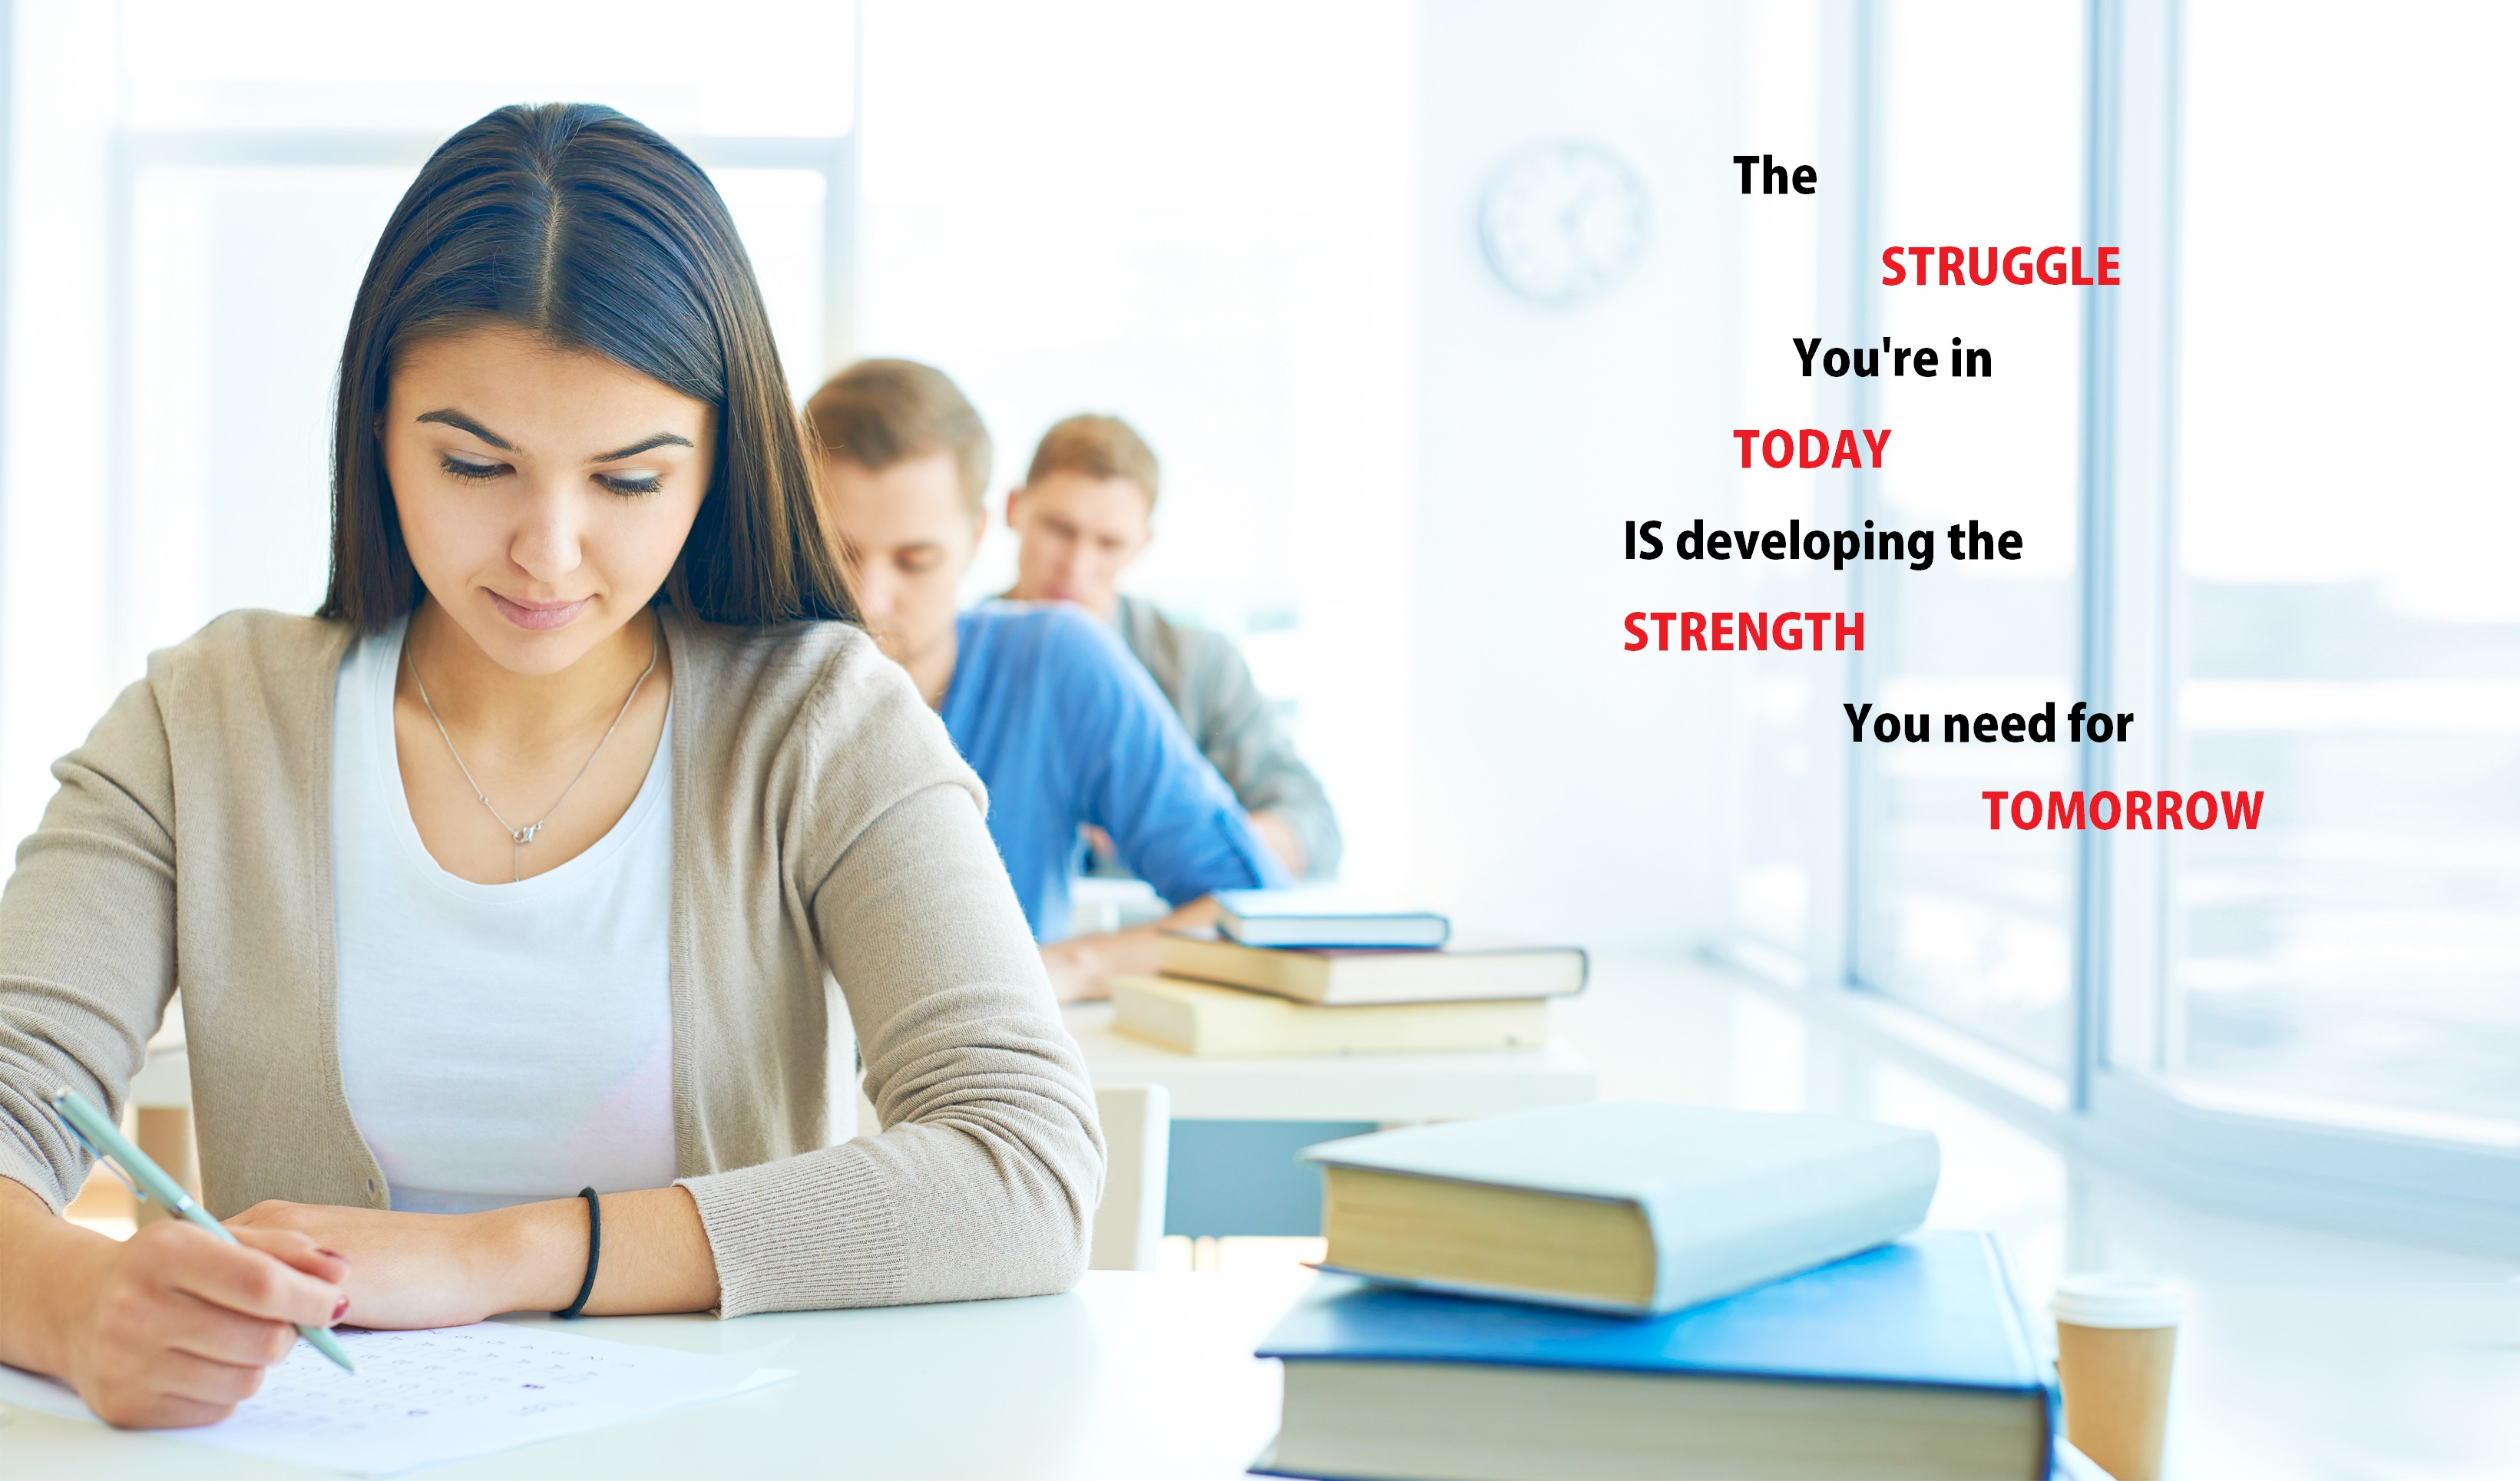 The
STRUGGLE
You're in
TODAY
IS developing the
STRENGTH
You need for
TOMORROW